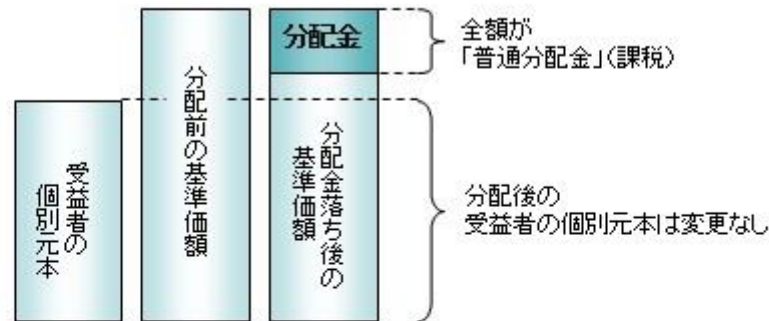 受益者の
個別元本
分配前の基準価額
分配金
分配金落ち後の
基準価額
全額が
「普通分配金」(課税)
分配後の
受益者の個別元本は変更なし